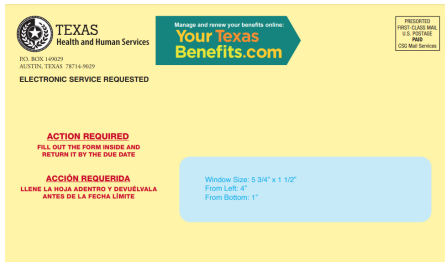 TEXAS
Health and Human Services
P.O. BOX 149029
AUSTIN, TEXAS 78714-9029
ELECTRONIC SERVICE REQUESTED
Manage and renew your benefits online:
Your Texas
Benefits.com
PRESORTED
FIRST-CLASS MAIL
U.S. POSTAGE
PAID
CSG Mail Services
ACTION REQUIRED
FILL OUT THE FORM INSIDE AND
RETURN IT BY THE DUE DATE
ACCIÓN REQUERIDA
LLENE LA HOJA ADENTRO Y DEVUÉLVALA
ANTES DE LA FECHA LÍMITE
Window Size: 5 3/4" x 1 1/2"
From Left: 4"
From Bottom: 1"